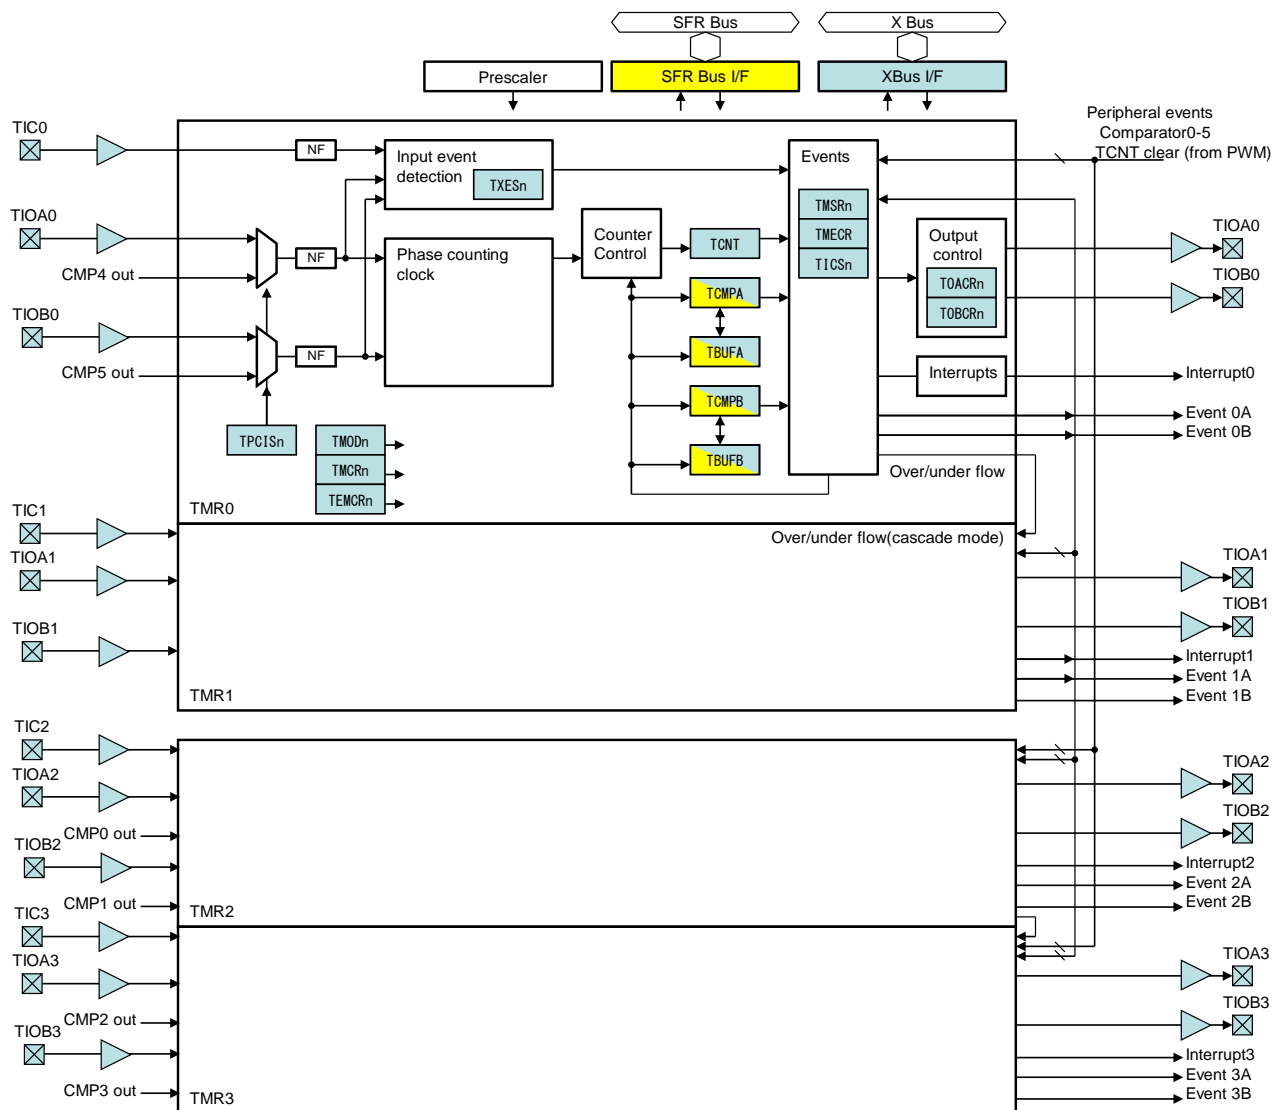 SFR Bus
X Bus
Prescaler
SFR Bus I/F
XBus I/F
Peripheral events
Comparator0-5
TCNT clear (from PWM)
TIC0
NF
Input event
detection
TXESn
Events
TMSRn
TMECR
TICSn
TIOA0
CMP4 out
NF
Phase counting
clock
Counter
Control
TCNT
Output
control
TOACRn
TOBCRn
TIOA0
TIOB0
TCMPA
TIOB0
CMP5 out
NF
TBUFA
Interrupts
Interrupt0
TCMPB
Event 0A
Event 0B
TPCISn
TMODn
TMCRn
TEMCRn
TBUFB
Over/under flow
TMR0
TIC1
Over/under flow(cascade mode)
TIOA1
TIOA1
TIOB1
TIOB1
Interrupt1
Event 1A
Event 1B
TMR1
TIC2
TIOA2
TIOA2
CMP0 out
TIOB2
TIOB2
Interrupt2
Event 2A
Event 2B
CMP1 out
TMR2
TIC3
TIOA3
TIOA3
CMP2 out
TIOB3
TIOB3
Interrupt3
Event 3A
Event 3B
CMP3 out
TMR3